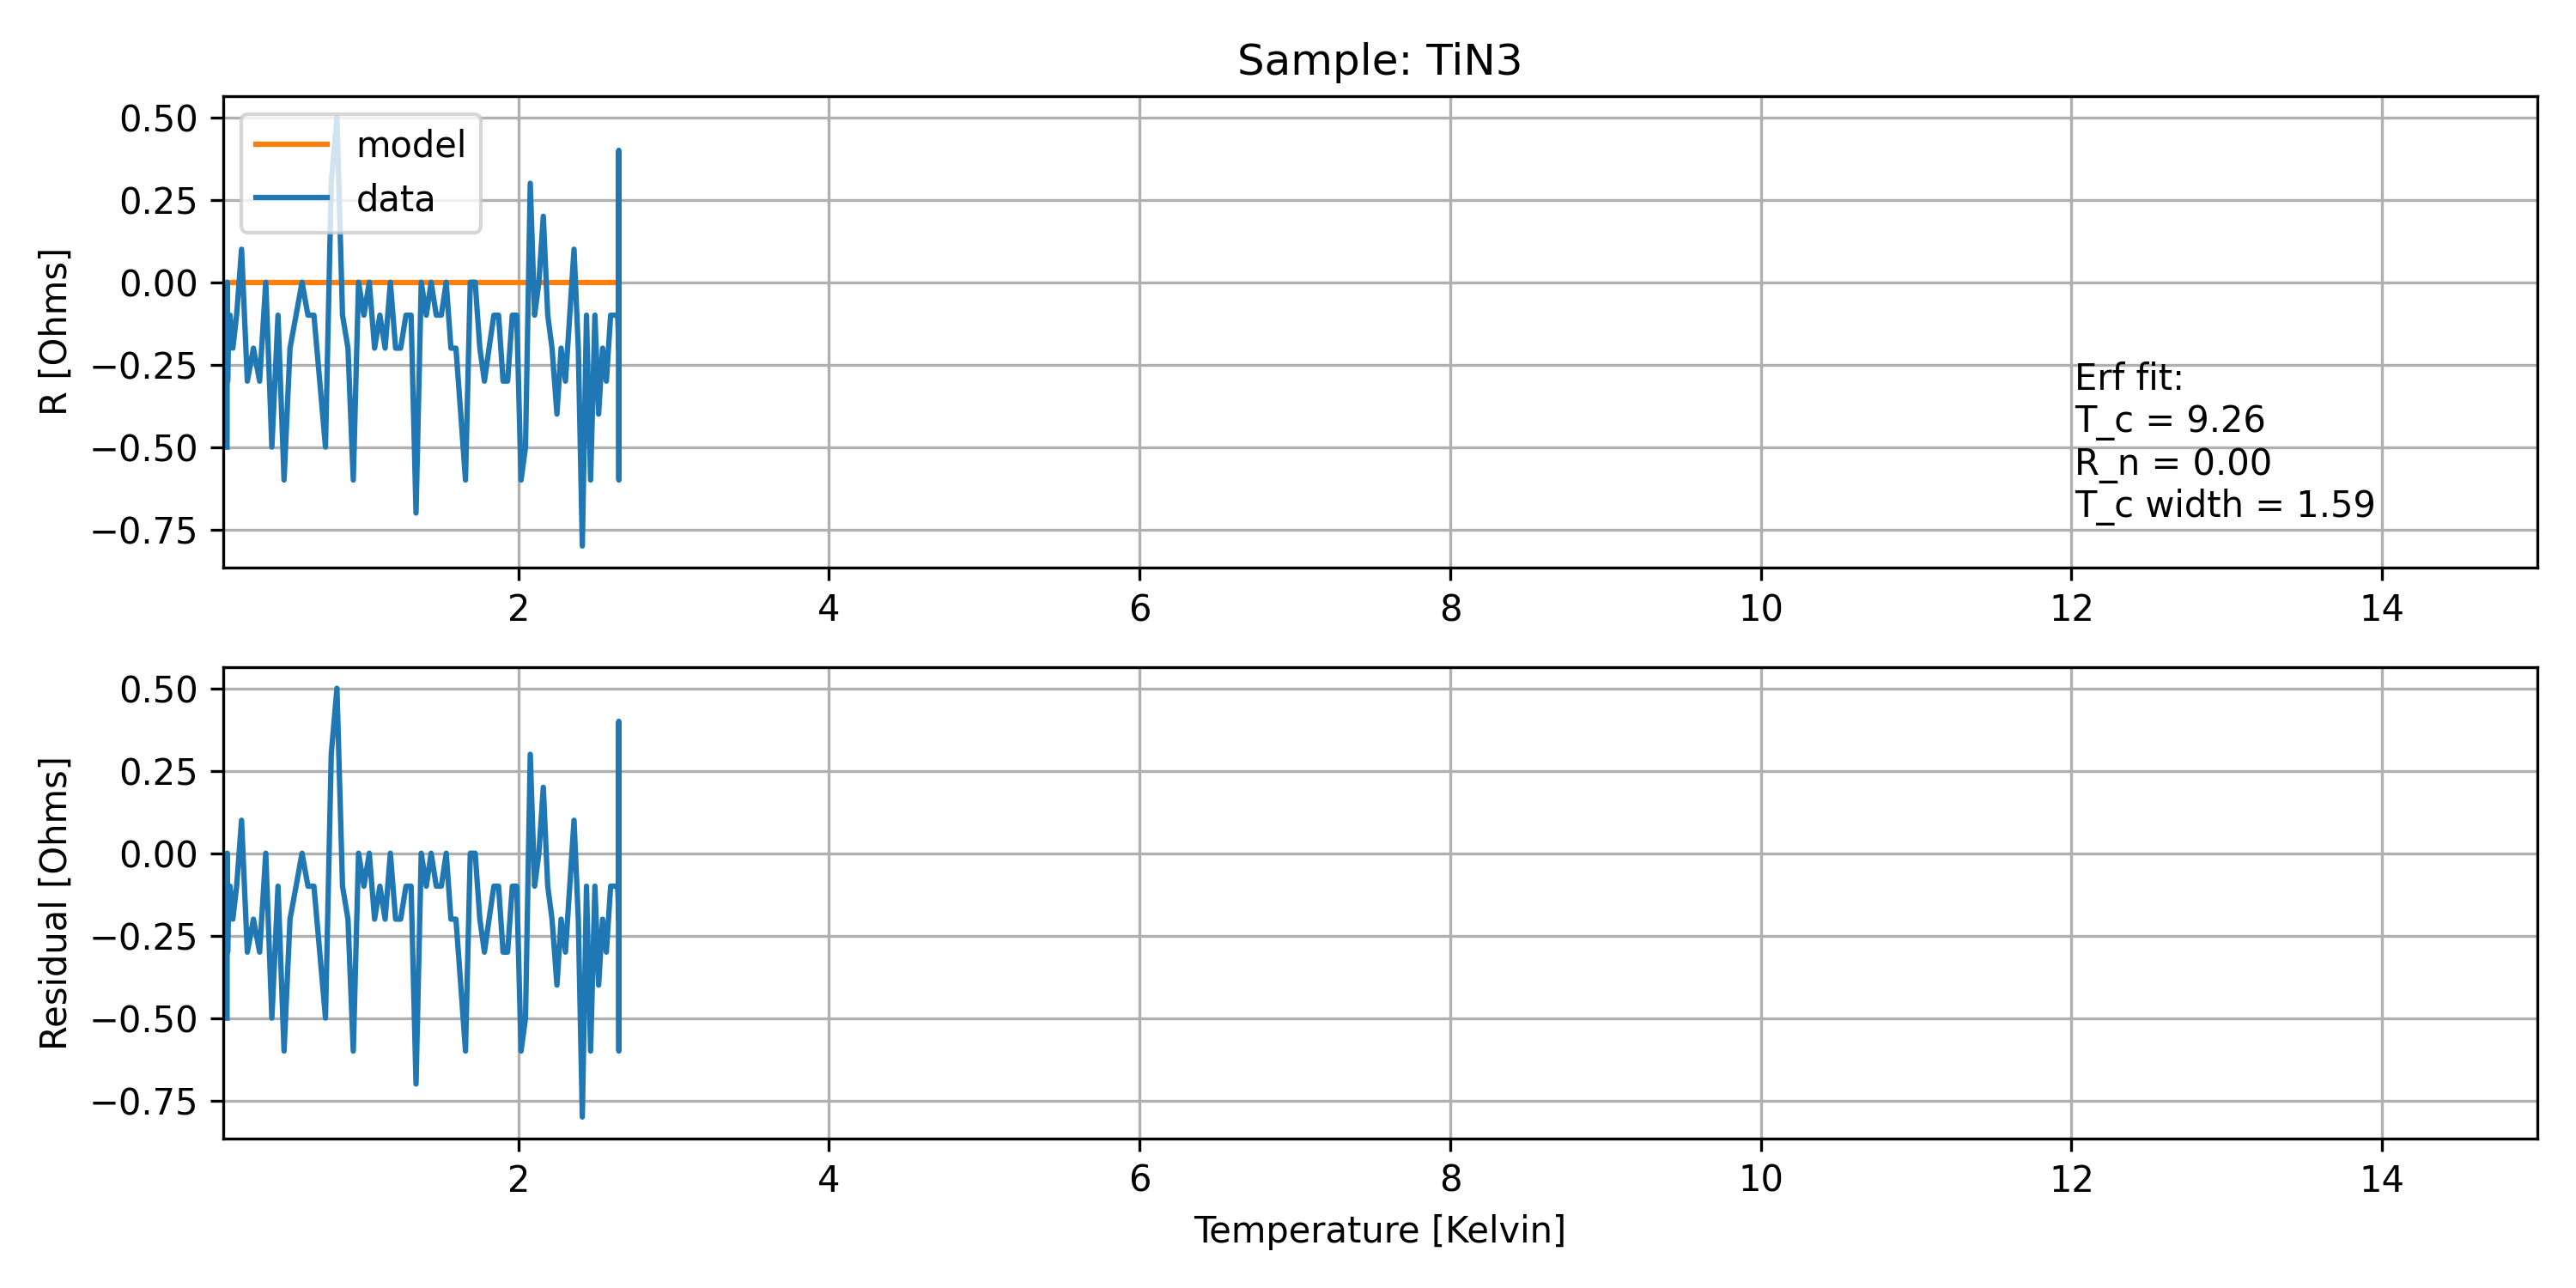 Sample: TiN3
R [Ohms]
0.50
0.25
0.00
−0.25
−0.50
−0.75
model
data
Erf fit:
T_c = 9.26
R_n = 0.00
T_c width = 1.59
2 4 6 8 10 12 14
Residual [Ohms]
0.50
0.25
0.00
−0.25
−0.50
−0.75
2 4 6 8 10 12 14
Temperature [Kelvin]